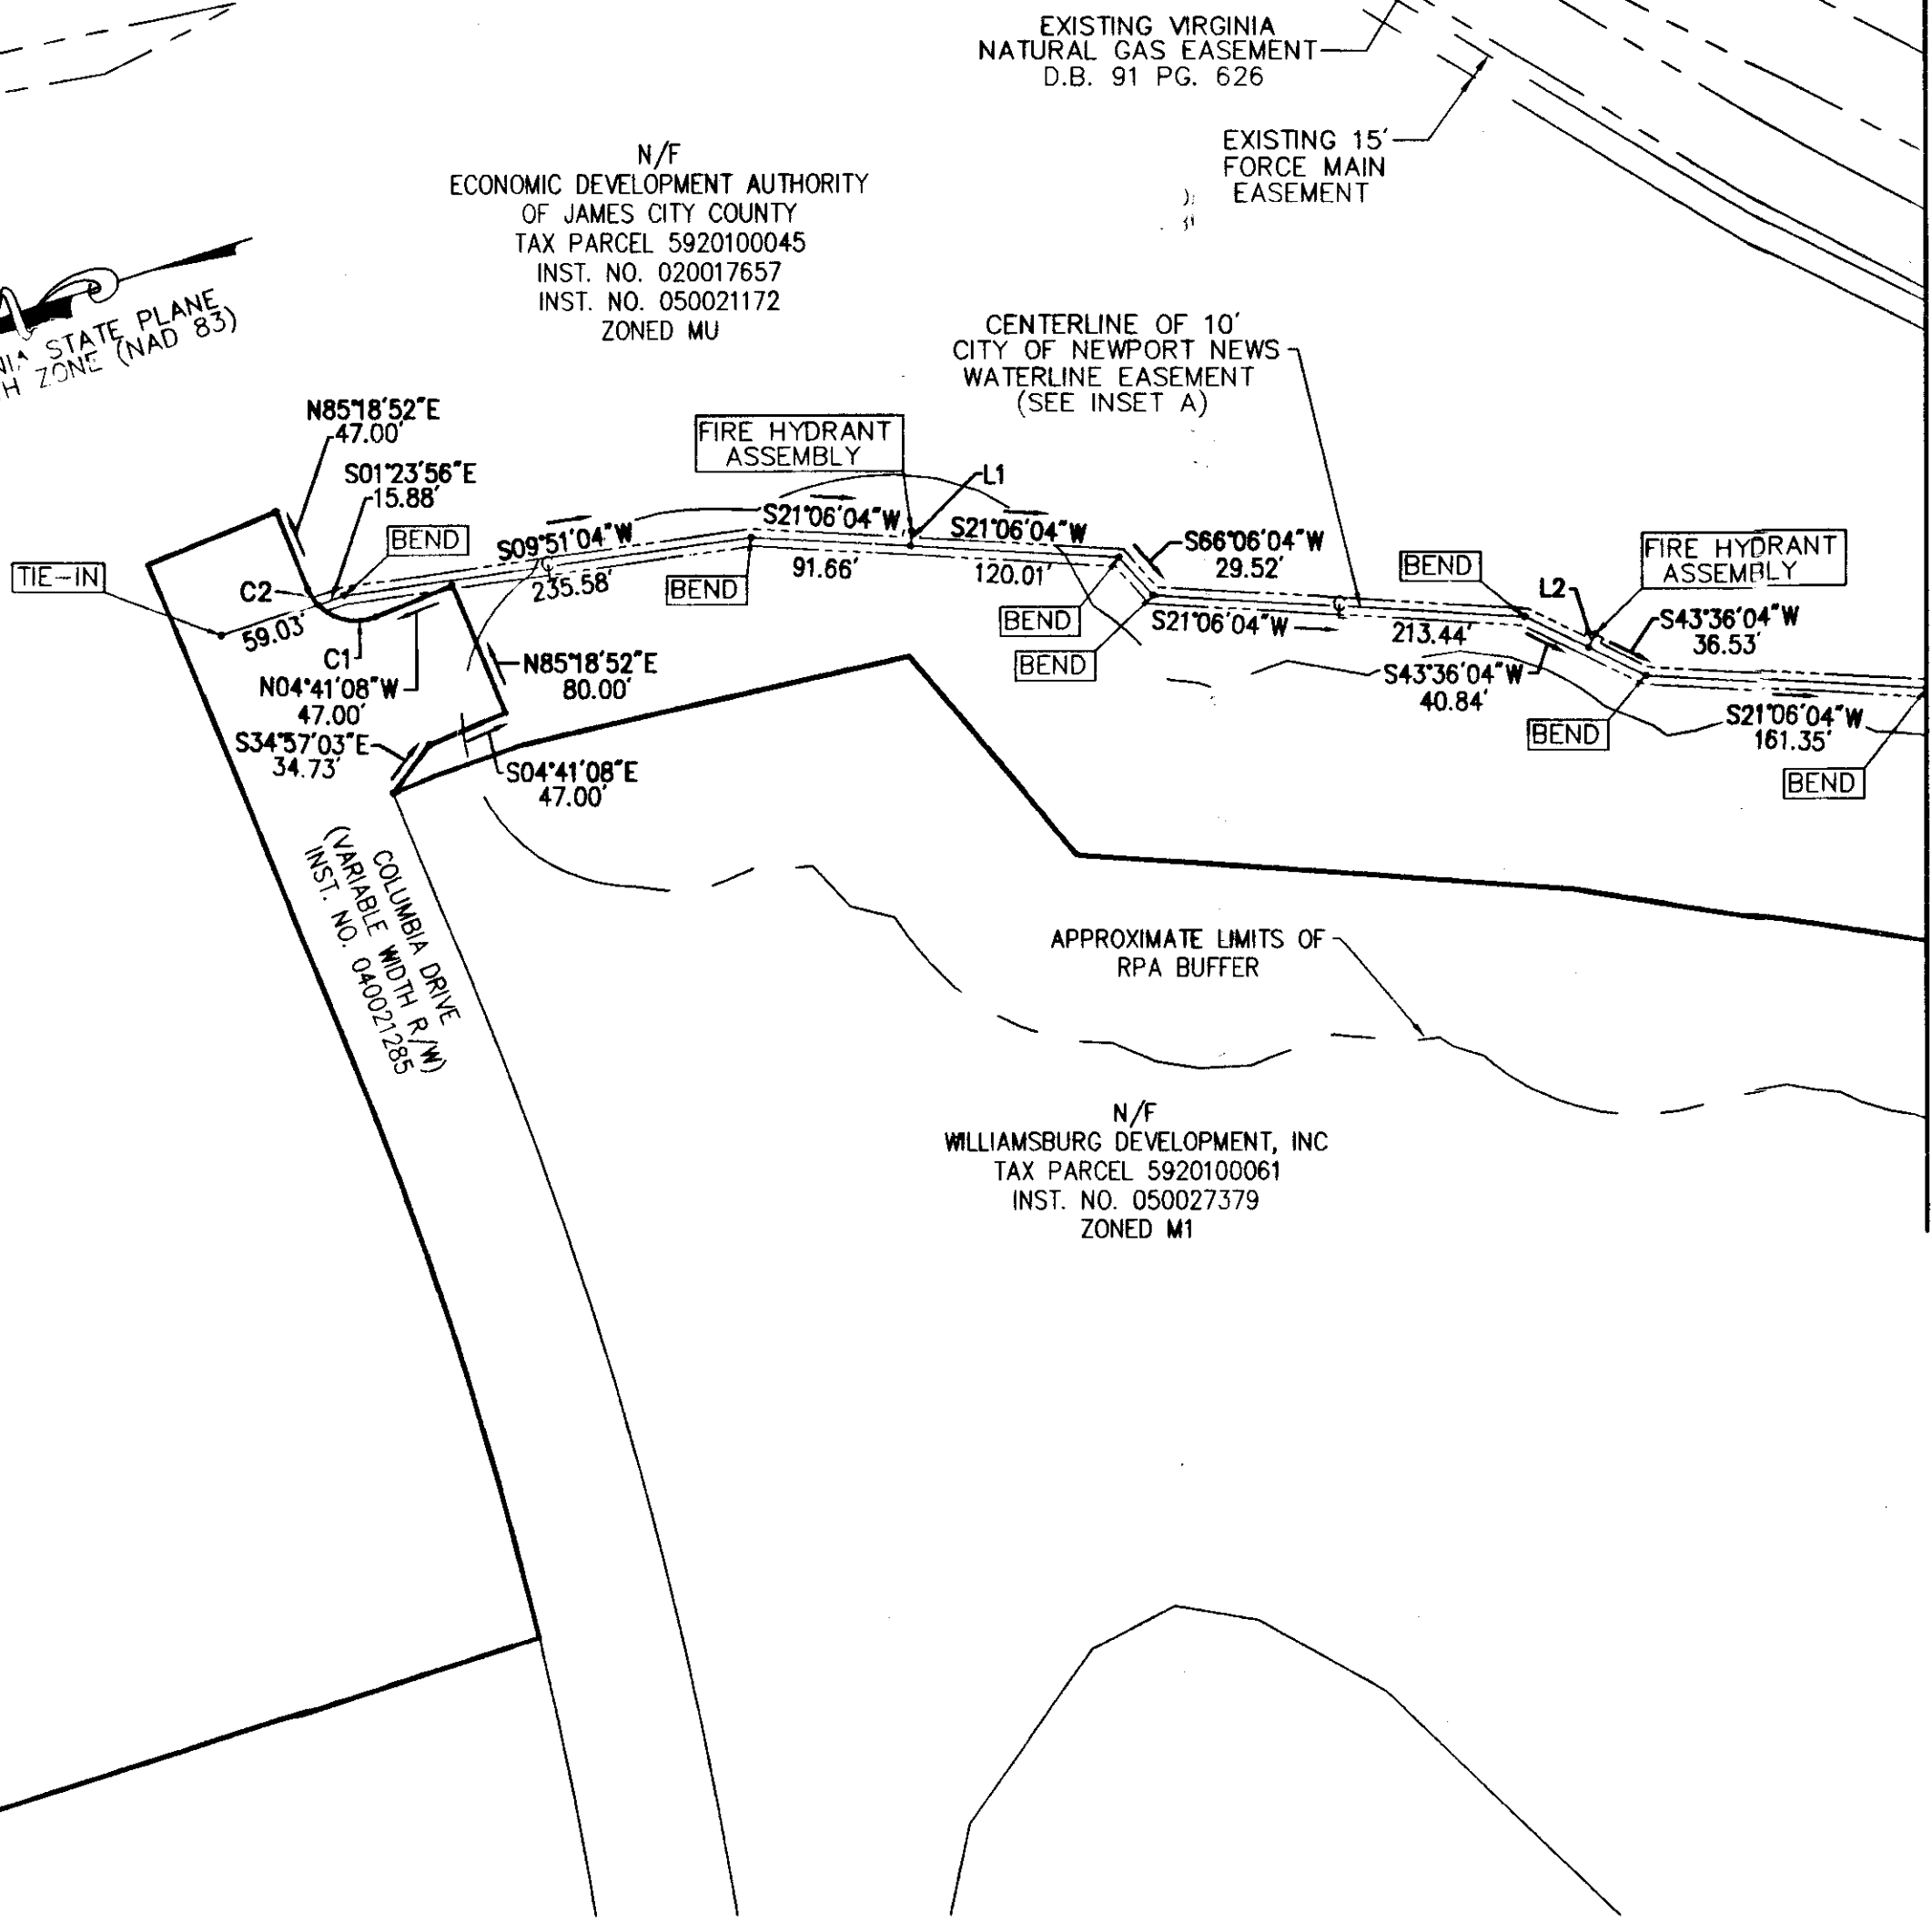 EXISTING VIRGINIA
NATURAL GAS EASEMENT
D.B. 91 PG. 626
EXISTING 15'
FORCE MAIN
EASEMENT
N/F
ECONOMIC DEVELOPMENT AUTHORITY
OF JAMES CITY COUNTY
TAX PARCEL 5920100045
INST. NO. 020017657
INST. NO. 050021172
ZONED MU
STATE PLANE
ZONE (NAD 83)
CENTERLINE OF 10'
CITY OF NEWPORT NEWS
WATERLINE EASEMENT
(SEE INSET A)
N85°18'52"E
47.00'
S01°23'56"E
15.88'
BEND
TIE-IN
C2
59.03'
C1
S09°51'04"W
235.58'
FIRE HYDRANT
ASSEMBLY
L1
S21°06'04"W
91.66'
BEND
S21°06'04"W
120.01'
BEND
S66°06'04"W
29.52'
BEND
S21°06'04"W
213.44'
BEND
L2
FIRE HYDRANT
ASSEMBLY
S43°36'04"W
36.53'
S43°36'04"W
40.84'
BEND
S21°06'04"W
161.35'
BEND
N04°41'08"W
47.00'
N85°18'52"E
80.00'
S34°57'03"E
34.73'
S04°41'08"E
47.00'
COLUMBIA DRIVE
(VARIABLE WIDTH R/W)
INST. NO. 040021285
APPROXIMATE LIMITS OF
RPA BUFFER
N/F
WILLIAMSBURG DEVELOPMENT, INC
TAX PARCEL 5920100061
INST. NO. 050027379
ZONED M1